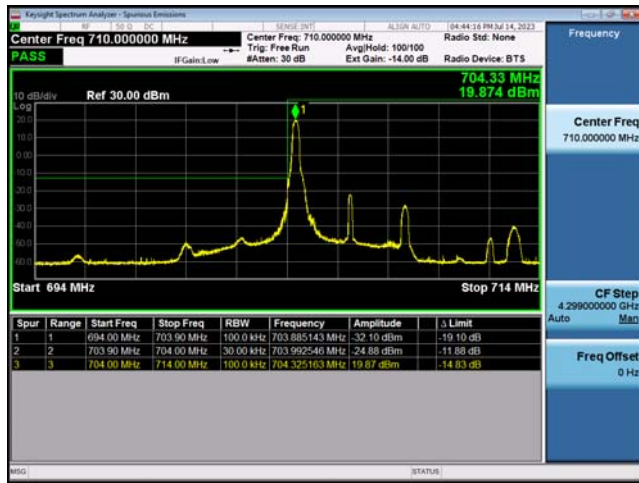 Keysight Spectrum Analyzer - Spurious Emissions
RF 50 Ω DC SENSE:INT ALIGN AUTO 04:44:16 PM Jul 14, 2023
Center Freq 710.000000 MHz
PASS
IFGain:Low
Center Freq: 710.000000 MHz
Trig: Free Run Avg|Hold: 100/100
#Atten: 30 dB Ext Gain: -14.00 dB
Radio Std: None
Radio Device: BTS
704.33 MHz
19.874 dBm
10 dB/div Ref 30.00 dBm
Log
1
20.0
10.0
0.00
10.0
20.0
30.0
40.0
50.0
60.0
Start 694 MHz Stop 714 MHz
Spur Range Start Freq Stop Freq RBW Frequency Amplitude Δ Limit
1 1 694.00 MHz 703.90 MHz 100.0 kHz 703.885143 MHz -32.10 dBm -19.10 dB
2 2 703.90 MHz 704.00 MHz 30.00 kHz 703.992546 MHz -24.88 dBm -11.88 dB
3 3 704.00 MHz 714.00 MHz 100.0 kHz 704.325163 MHz 19.87 dBm -14.83 dB
MSG STATUS
Frequency
Center Freq
710.000000 MHz
CF Step
4.299000000 GHz
Auto Man
Freq Offset
0 Hz